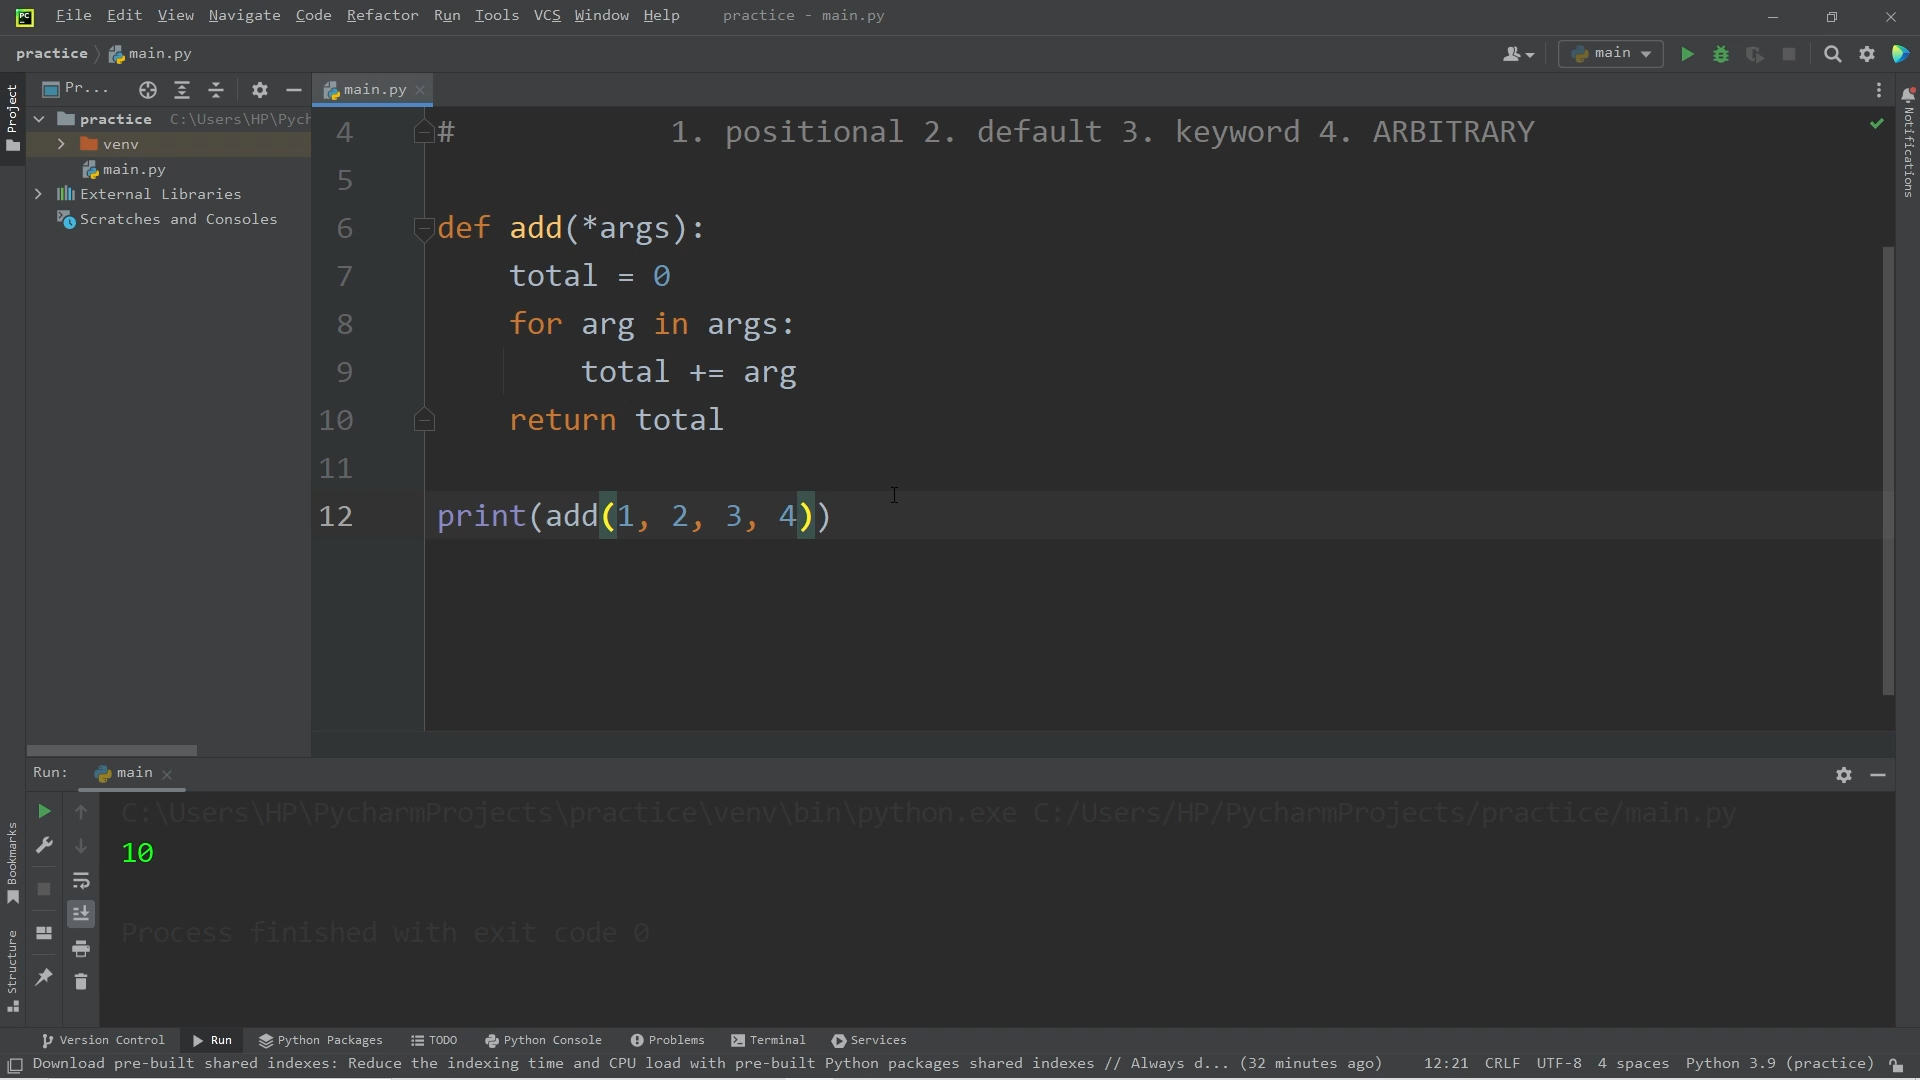 PC File Edit View Navigate Code Refactor Run Tools VCS Window Help practice - main.py
practice main.py main
Project Pr... main.py
practice C:\Users\HP\Pych
venv
main.py
External Libraries
Scratches and Consoles
Notifications
4 # 1. positional 2. default 3. keyword 4. ARBITRARY
5
6 def add(*args):
7 total = 0
8 for arg in args:
9 total += arg
10 return total
11
12 print(add(1, 2, 3, 4))
Run: main
C:\Users\HP\PycharmProjects\practice\venv\bin\python.exe C:/Users/HP/PycharmProjects/practice/main.py
10
Process finished with exit code 0
Bookmarks
Structure
Version Control Run Python Packages TODO Python Console Problems Terminal Services
Download pre-built shared indexes: Reduce the indexing time and CPU load with pre-built Python packages shared indexes // Always d... (32 minutes ago) 12:21 CRLF UTF-8 4 spaces Python 3.9 (practice)